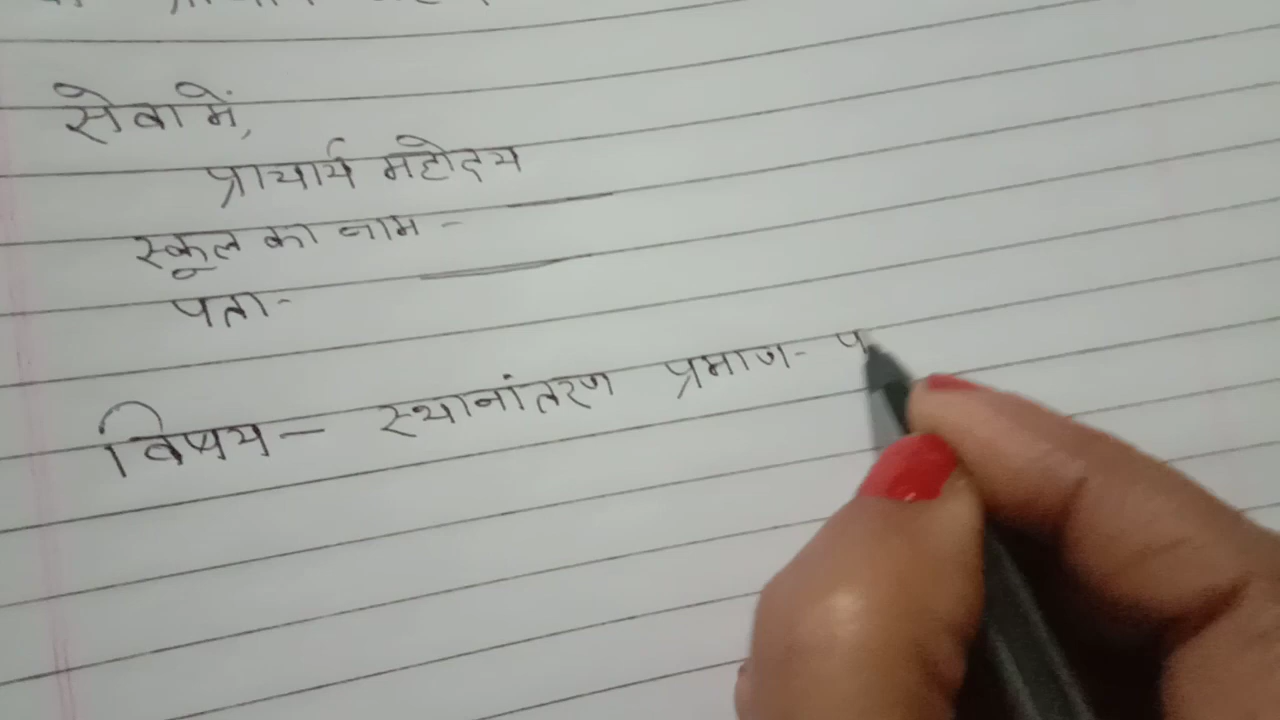 सेवा में,
प्राचार्य महोदय
स्कूल का नाम -
पता-
विषय - स्थानांतरण प्रमाण- प